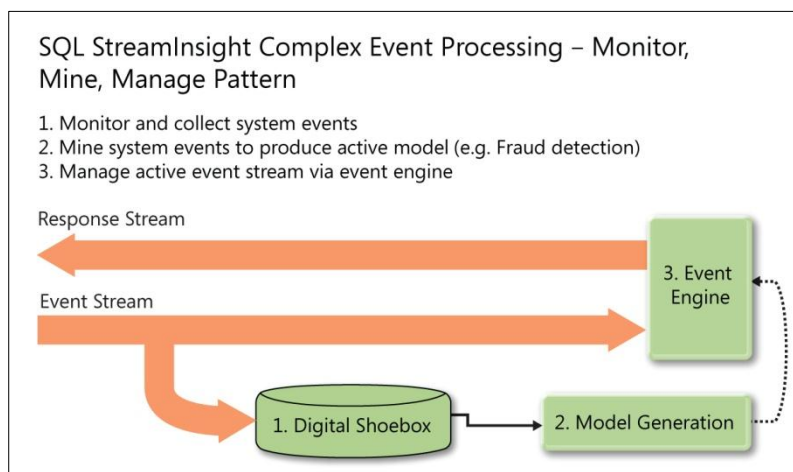 SQL StreamInsight Complex Event Processing – Monitor,
Mine, Manage Pattern
1. Monitor and collect system events
2. Mine system events to produce active model (e.g. Fraud detection)
3. Manage active event stream via event engine
Response Stream
3. Event
Engine
Event Stream
1. Digital Shoebox
2. Model Generation